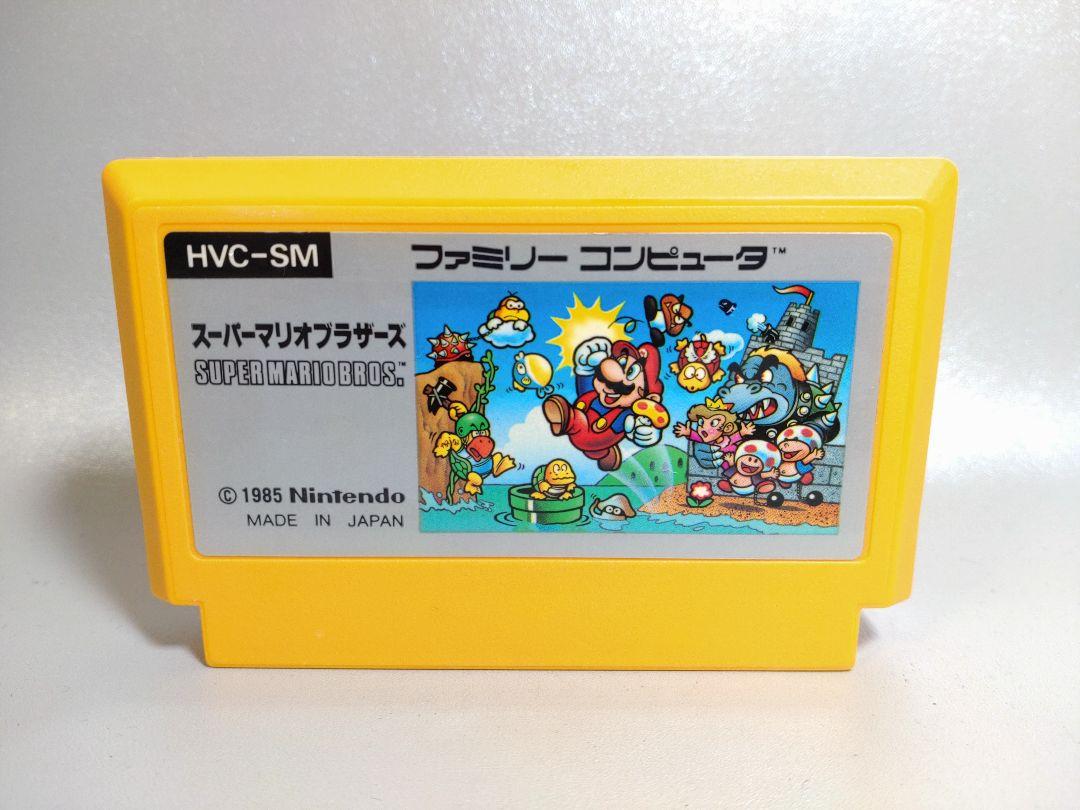 HVC-SM
ファミリー コンピュータ™
スーパーマリオブラザーズ
SUPER MARIO BROS.™
© 1985 Nintendo
MADE IN JAPAN